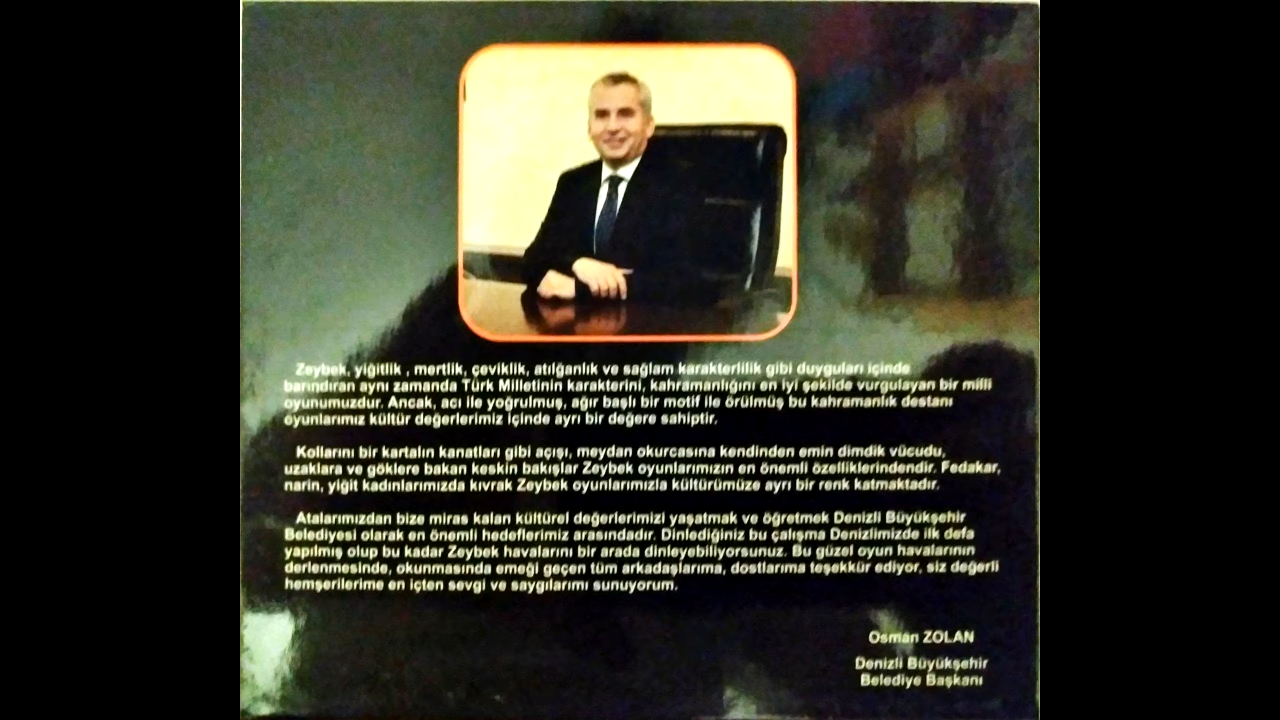 Zeybek, yiğitlik , mertlik, çeviklik, atılğanlık ve sağlam karakterlilik gibi duyguları içinde
barındıran aynı zamanda Türk Milletinin karakterini, kahramanlığını en iyi şekilde vurgulayan bir milli
oyunumuzdur. Ancak, acı ile yoğrulmuş, ağır başlı bir motif ile örülmüş bu kahramanlık destanı
oyunlarımız kültür değerlerimiz içinde ayrı bir değere sahiptir.
Kollarını bir kartalın kanatları gibi açışı, meydan okurcasına kendinden emin dimdik vücudu,
uzaklara ve göklere bakan keskin bakışlar Zeybek oyunlarımızın en önemli özelliklerindendir. Fedakar,
narin, yiğit kadınlarımızda kıvrak Zeybek oyunlarımızla kültürümüze ayrı bir renk katmaktadır.
Atalarımızdan bize miras kalan kültürel değerlerimizi yaşatmak ve öğretmek Denizli Büyükşehir
Belediyesi olarak en önemli hedeflerimiz arasındadır. Dinlediğiniz bu çalışma Denizlimizde ilk defa
yapılmış olup bu kadar Zeybek havalarını bir arada dinleyebiliyorsunuz. Bu güzel oyun havalarının
derlenmesinde, okunmasında emeği geçen tüm arkadaşlarıma, dostlarıma teşekkür ediyor, siz değerli
hemşerilerime en içten sevgi ve saygılarımı sunuyorum.
Osman ZOLAN
Denizli Büyükşehir
Belediye Başkanı